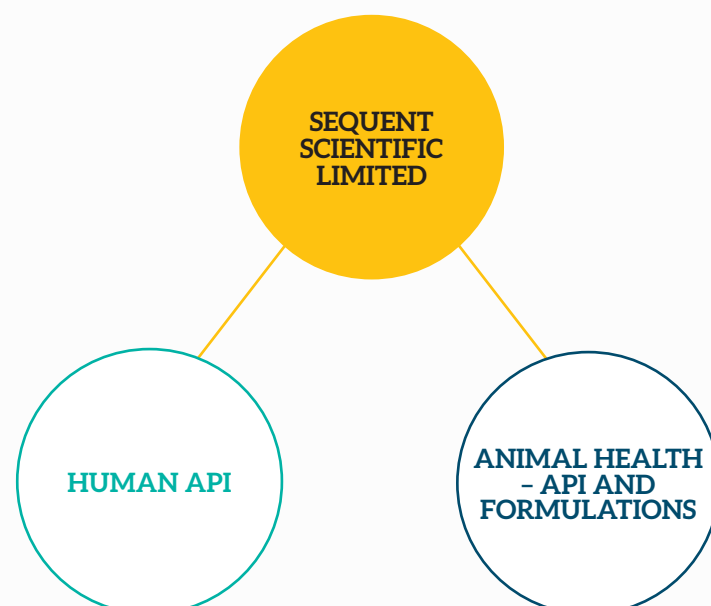 SEQUENT
SCIENTIFIC
LIMITED
HUMAN API
ANIMAL HEALTH
– API AND
FORMULATIONS